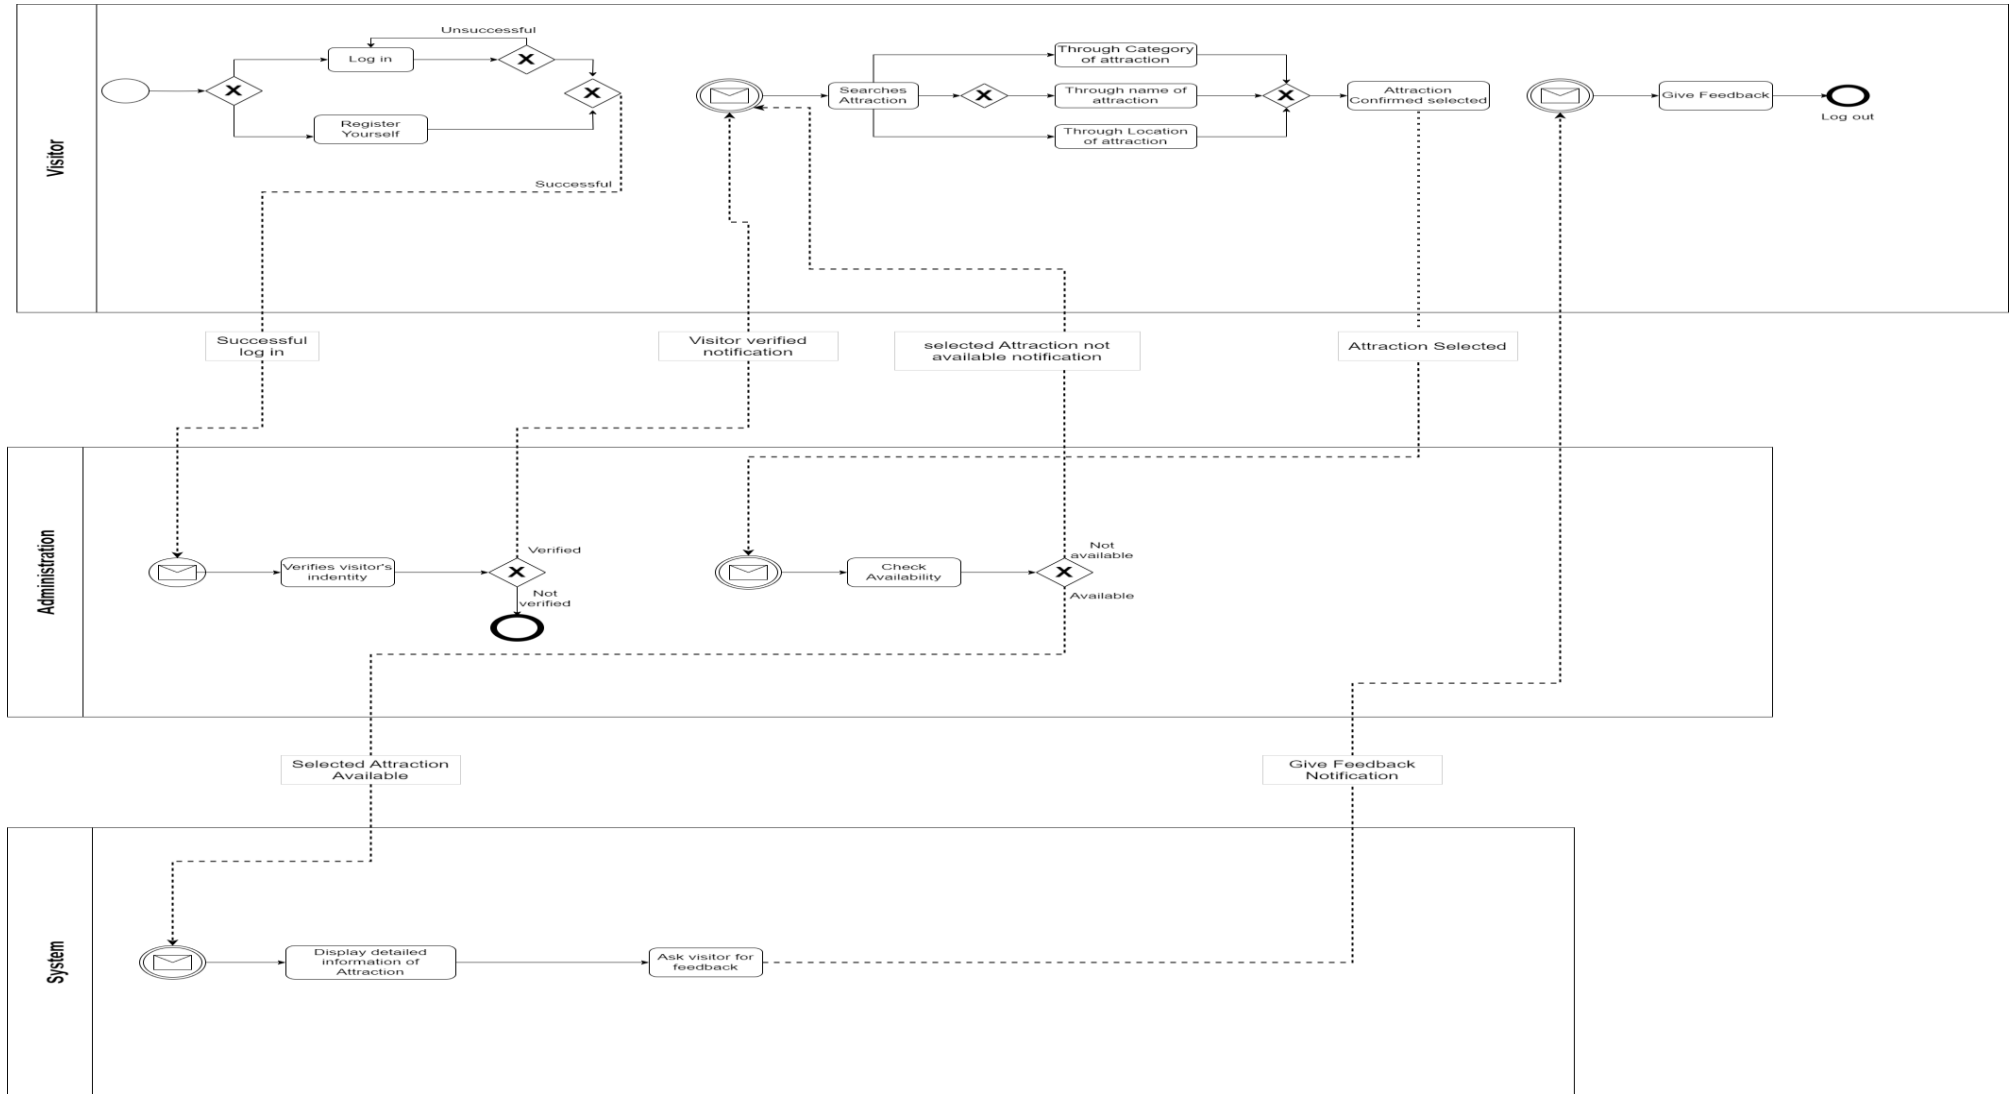 Visitor
Unsuccessful
Log in
Register
Yourself
Successful
Searches
Attraction
Through Category
of attraction
Through name of
attraction
Through Location
of attraction
Attraction
Confirmed selected
Give Feedback
Log out
Successful
log in
Visitor verified
notification
selected Attraction not
available notification
Attraction Selected
Administration
Verifies visitor's
indentity
Verified
Not
verified
Check
Availability
Not
available
Available
Selected Attraction
Available
Give Feedback
Notification
System
Display detailed
information of
Attraction
Ask visitor for
feedback